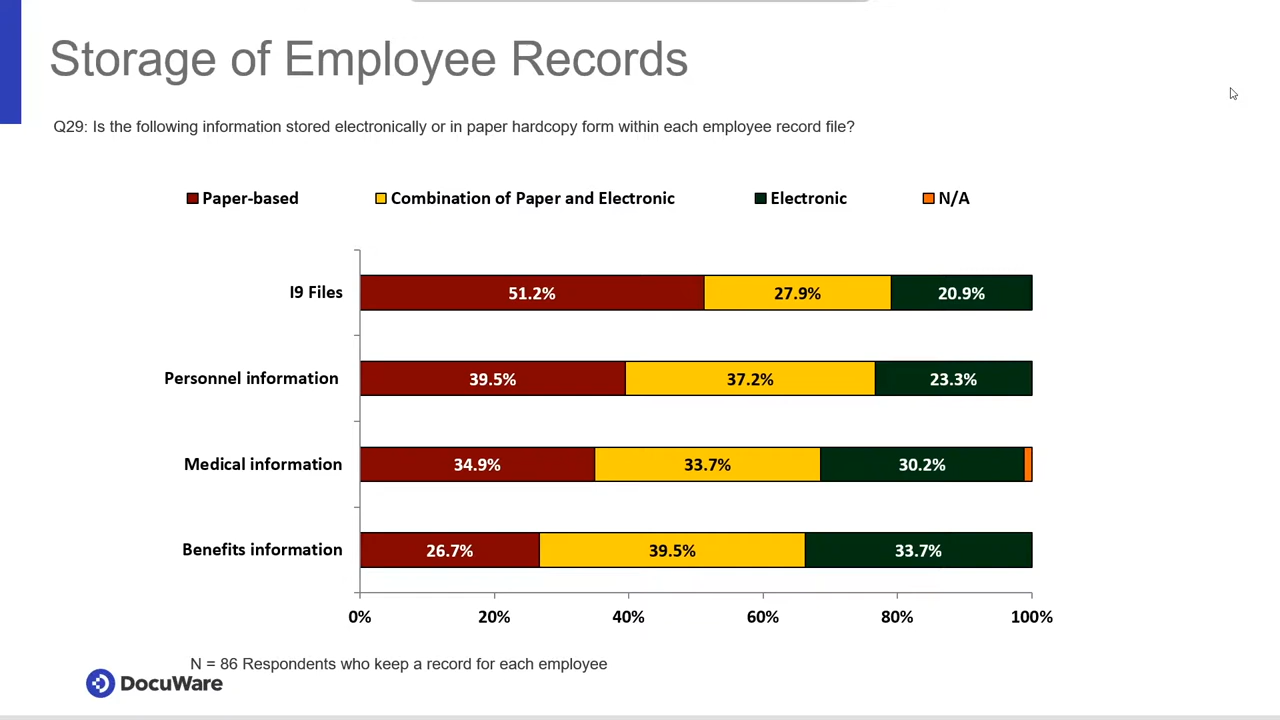 Storage of Employee Records
Q29: Is the following information stored electronically or in paper hardcopy form within each employee record file?
Paper-based Combination of Paper and Electronic Electronic N/A
I9 Files 51.2% 27.9% 20.9%
Personnel information 39.5% 37.2% 23.3%
Medical information 34.9% 33.7% 30.2%
Benefits information 26.7% 39.5% 33.7%
0% 20% 40% 60% 80% 100%
N = 86 Respondents who keep a record for each employee
DocuWare